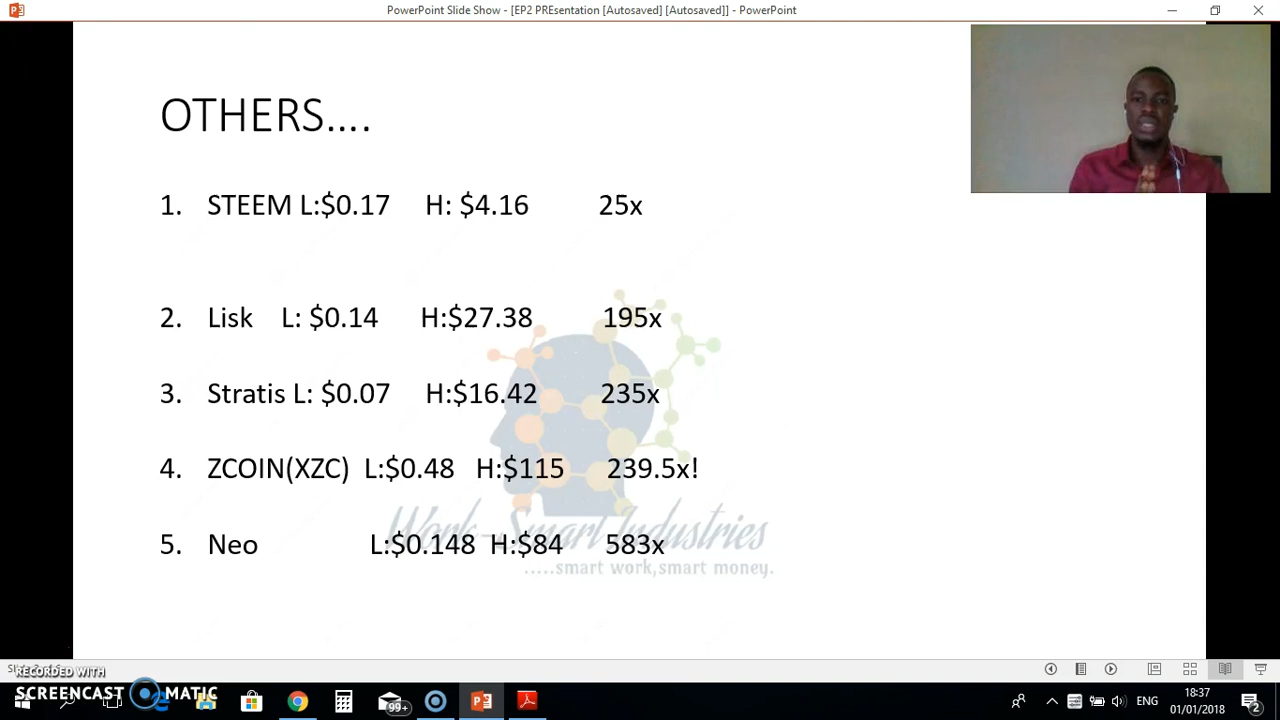 PowerPoint Slide Show - [EP2 PREsentation [Autosaved] [Autosaved]] - PowerPoint
OTHERS....
1. STEEM L:$0.17 H: $4.16 25x
2. Lisk L: $0.14 H:$27.38 195x
3. Stratis L: $0.07 H:$16.42 235x
4. ZCOIN(XZC) L:$0.48 H:$115 239.5x!
Work-Smart Industries
5. Neo L:$0.148 H:$84 583x
.....smart work,smart money.
RECORDED WITH
SCREENCAST MATIC
99+
ENG
18:37
01/01/2018
2